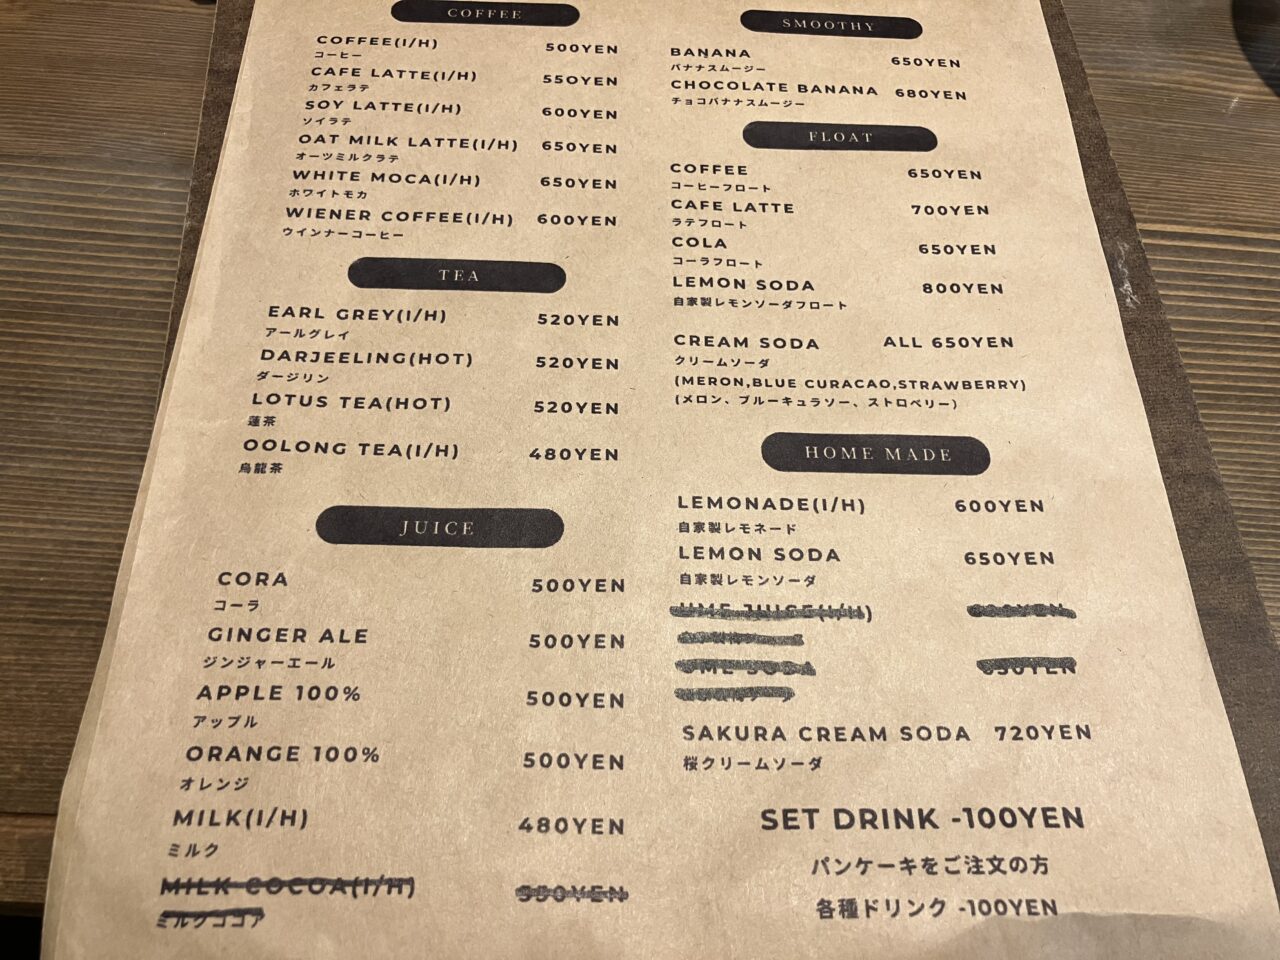 COFFEE
COFFEE(I/H) 500YEN
コーヒー
CAFE LATTE(I/H) 550YEN
カフェラテ
SOY LATTE(I/H) 600YEN
ソイラテ
OAT MILK LATTE(I/H) 650YEN
オーツミルクラテ
WHITE MOCA(I/H) 650YEN
ホワイトモカ
WIENER COFFEE(I/H) 600YEN
ウインナーコーヒー
TEA
EARL GREY(I/H) 520YEN
アールグレイ
DARJEELING(HOT) 520YEN
ダージリン
LOTUS TEA(HOT) 520YEN
蓮茶
OOLONG TEA(I/H) 480YEN
烏龍茶
JUICE
CORA 500YEN
コーラ
GINGER ALE 500YEN
ジンジャーエール
APPLE 100% 500YEN
アップル
ORANGE 100% 500YEN
オレンジ
MILK(I/H) 480YEN
ミルク
MILK COCOA(I/H)
ミルクココア
SMOOTHY
BANANA 650YEN
バナナスムージー
CHOCOLATE BANANA 680YEN
チョコバナナスムージー
FLOAT
COFFEE 650YEN
コーヒーフロート
CAFE LATTE 700YEN
ラテフロート
COLA 650YEN
コーラフロート
LEMON SODA 800YEN
自家製レモンソーダフロート
CREAM SODA ALL 650YEN
クリームソーダ
(MERON,BLUE CURACAO,STRAWBERRY)
(メロン、ブルーキュラソー、ストロベリー)
HOME MADE
LEMONADE(I/H) 600YEN
自家製レモネード
LEMON SODA 650YEN
自家製レモンソーダ
UME JUICE(I/H)
UME SODA 650YEN
SAKURA CREAM SODA 720YEN
桜クリームソーダ
SET DRINK -100YEN
パンケーキをご注文の方
各種ドリンク -100YEN